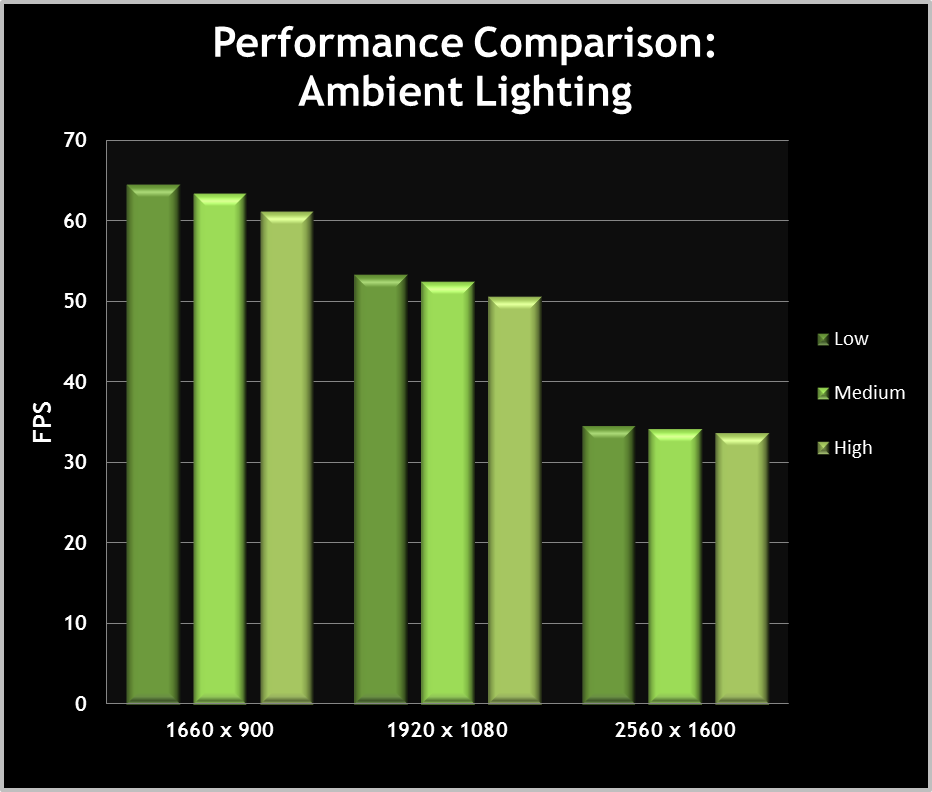 Performance Comparison:
Ambient Lighting
70
60
50
40
30
20
10
0
FPS
1660 x 900
1920 x 1080
2560 x 1600
Low
Medium
High